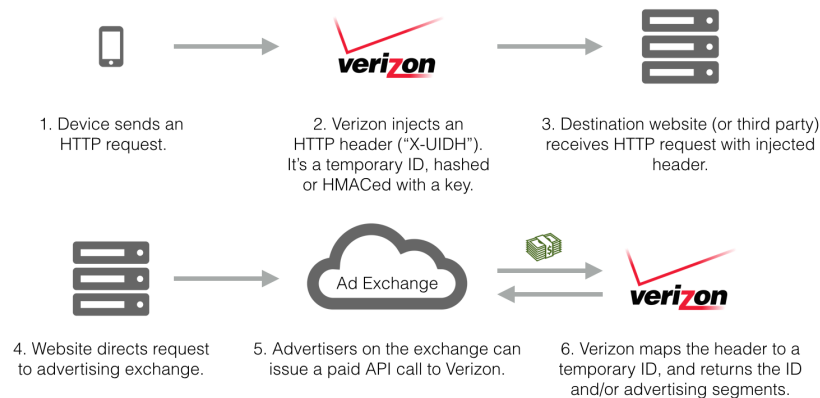 verizon
1. Device sends an
HTTP request.
2. Verizon injects an
HTTP header (“X-UIDH”).
It’s a temporary ID, hashed
or HMACed with a key.
3. Destination website (or third party)
receives HTTP request with injected
header.
Ad Exchange
verizon
4. Website directs request
to advertising exchange.
5. Advertisers on the exchange can
issue a paid API call to Verizon.
6. Verizon maps the header to a
temporary ID, and returns the ID
and/or advertising segments.